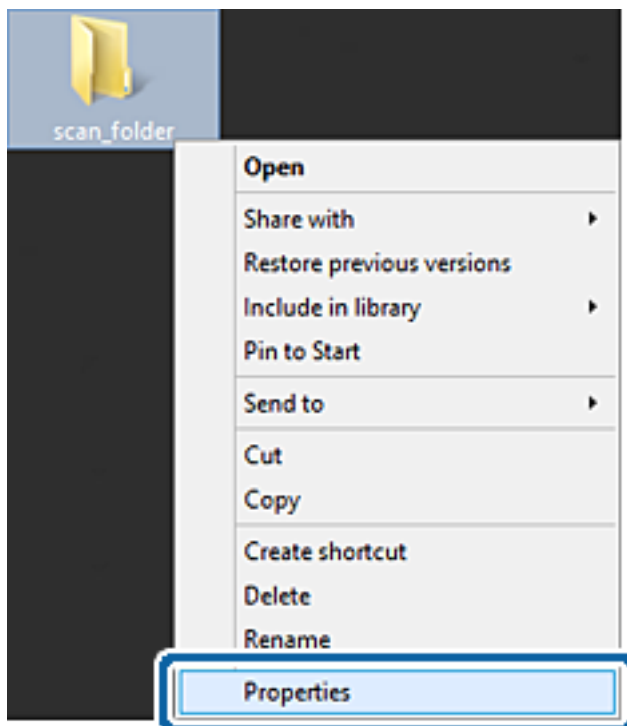 scan_folder
Open
Share with
Restore previous versions
Include in library
Pin to Start
Send to
Cut
Copy
Create shortcut
Delete
Rename
Properties